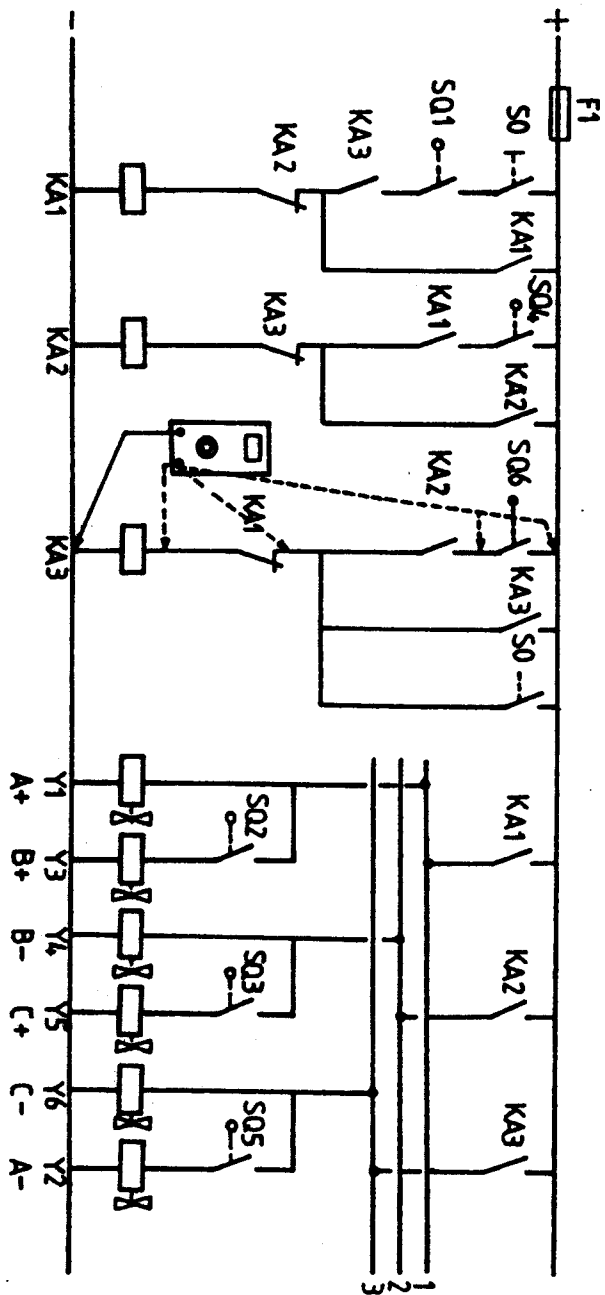 F1
+
S0
KA1
SQ4
KA2
SQ6
KA3
S0
KA1
KA2
KA3
SQ1
KA1
KA2
1
2
3
KA3
KA2
KA3
KA1
SQ2
SQ3
SQ5
-
KA1
KA2
KA3
Y1
Y3
Y4
Y5
Y6
Y2
A+
B+
B-
C+
C-
A-